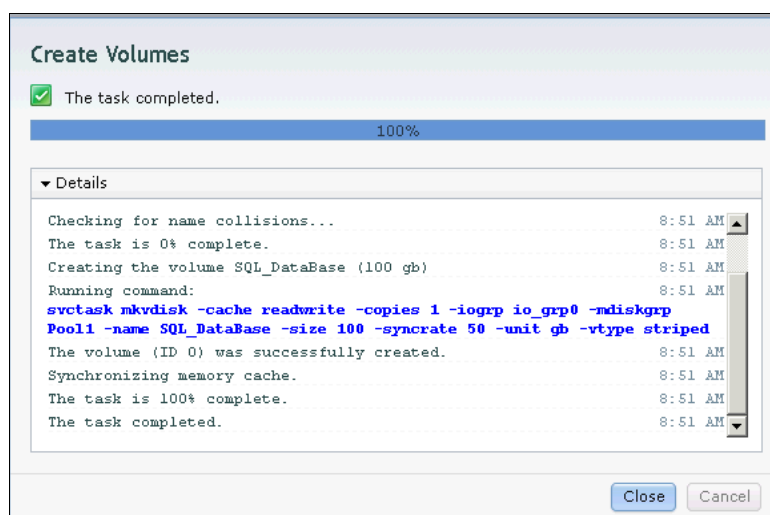 Create Volumes
The task completed.
100%
Details
Checking for name collisions... 8:51 AM
The task is 0% complete. 8:51 AM
Creating the volume SQL_DataBase (100 gb) 8:51 AM
Running command: 8:51 AM
svctask mkvdisk -cache readwrite -copies 1 -iogrp io_grp0 -mdiskgrp
Pool1 -name SQL_DataBase -size 100 -syncrate 50 -unit gb -vtype striped
The volume (ID 0) was successfully created. 8:51 AM
Synchronizing memory cache. 8:51 AM
The task is 100% complete. 8:51 AM
The task completed. 8:51 AM
Close Cancel